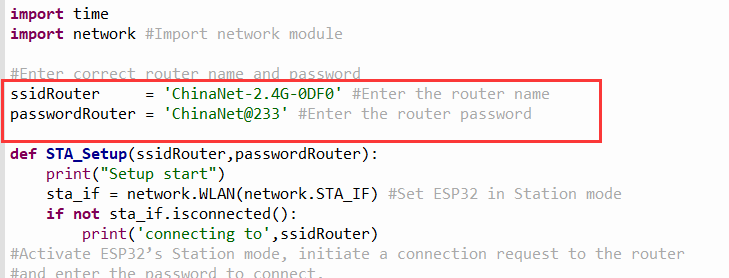 import time
import network #Import network module
#Enter correct router name and password
ssidRouter     = 'ChinaNet-2.4G-0DF0' #Enter the router name
passwordRouter = 'ChinaNet@233' #Enter the router password
def STA_Setup(ssidRouter,passwordRouter):
    print("Setup start")
    sta_if = network.WLAN(network.STA_IF) #Set ESP32 in Station mode
    if not sta_if.isconnected():
        print('connecting to',ssidRouter)
#Activate ESP32’s Station mode, initiate a connection request to the router
#and enter the password to connect.